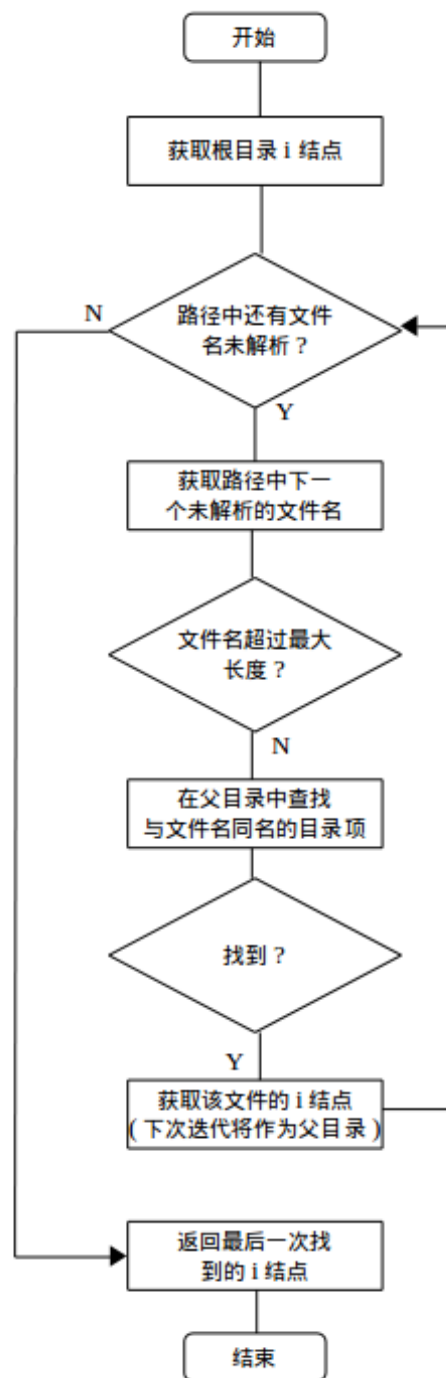 开始
获取根目录 i 结点
N
路径中还有文件
名未解析？
Y
获取路径中下一
个未解析的文件名
文件名超过最大
长度？
N
在父目录中查找
与文件名同名的目录项
找到？
Y
获取该文件的 i 结点
( 下次迭代将作为父目录 )
返回最后一次找
到的 i 结点
结束